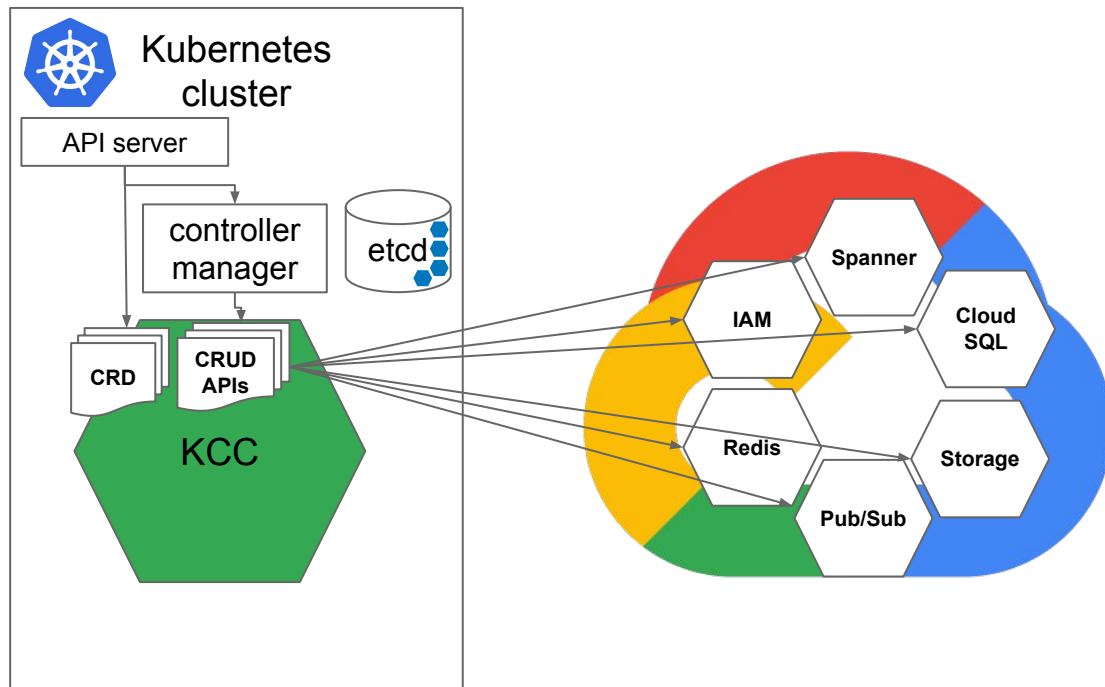 Kubernetes
cluster
API server
controller
manager
etcd
CRD
CRUD
APIs
KCC
Spanner
IAM
Cloud
SQL
Redis
Storage
Pub/Sub